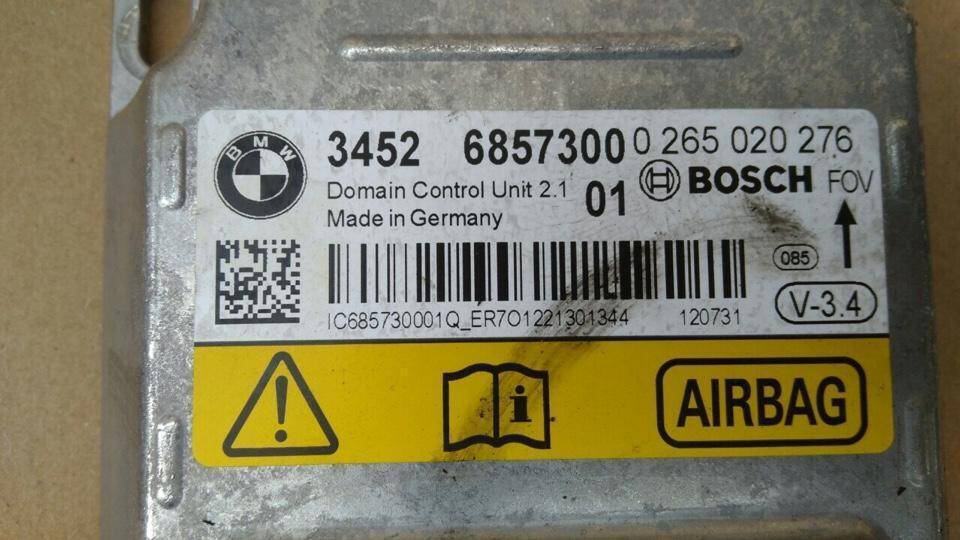 BMW
3452 6857300 0 265 020 276
Domain Control Unit 2.1 01 BOSCH FOV
Made in Germany
085
IC685730001Q_ER7O1221301344 120731
V-3.4
i
AIRBAG